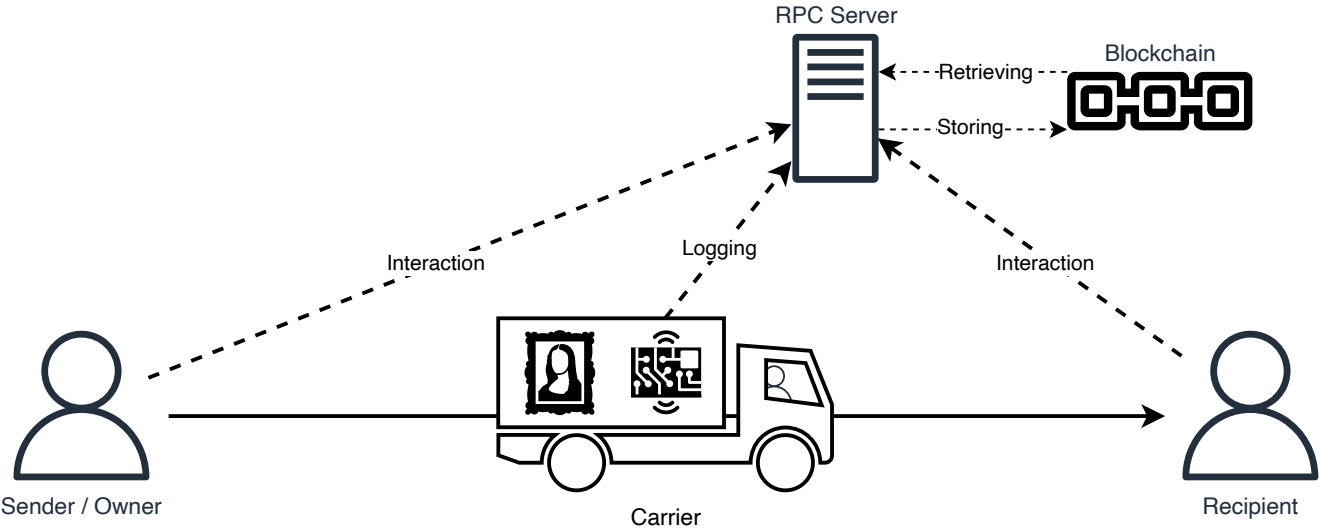 RPC Server
Blockchain
Retrieving
Storing
Interaction
Logging
Interaction
Sender / Owner
Carrier
Recipient